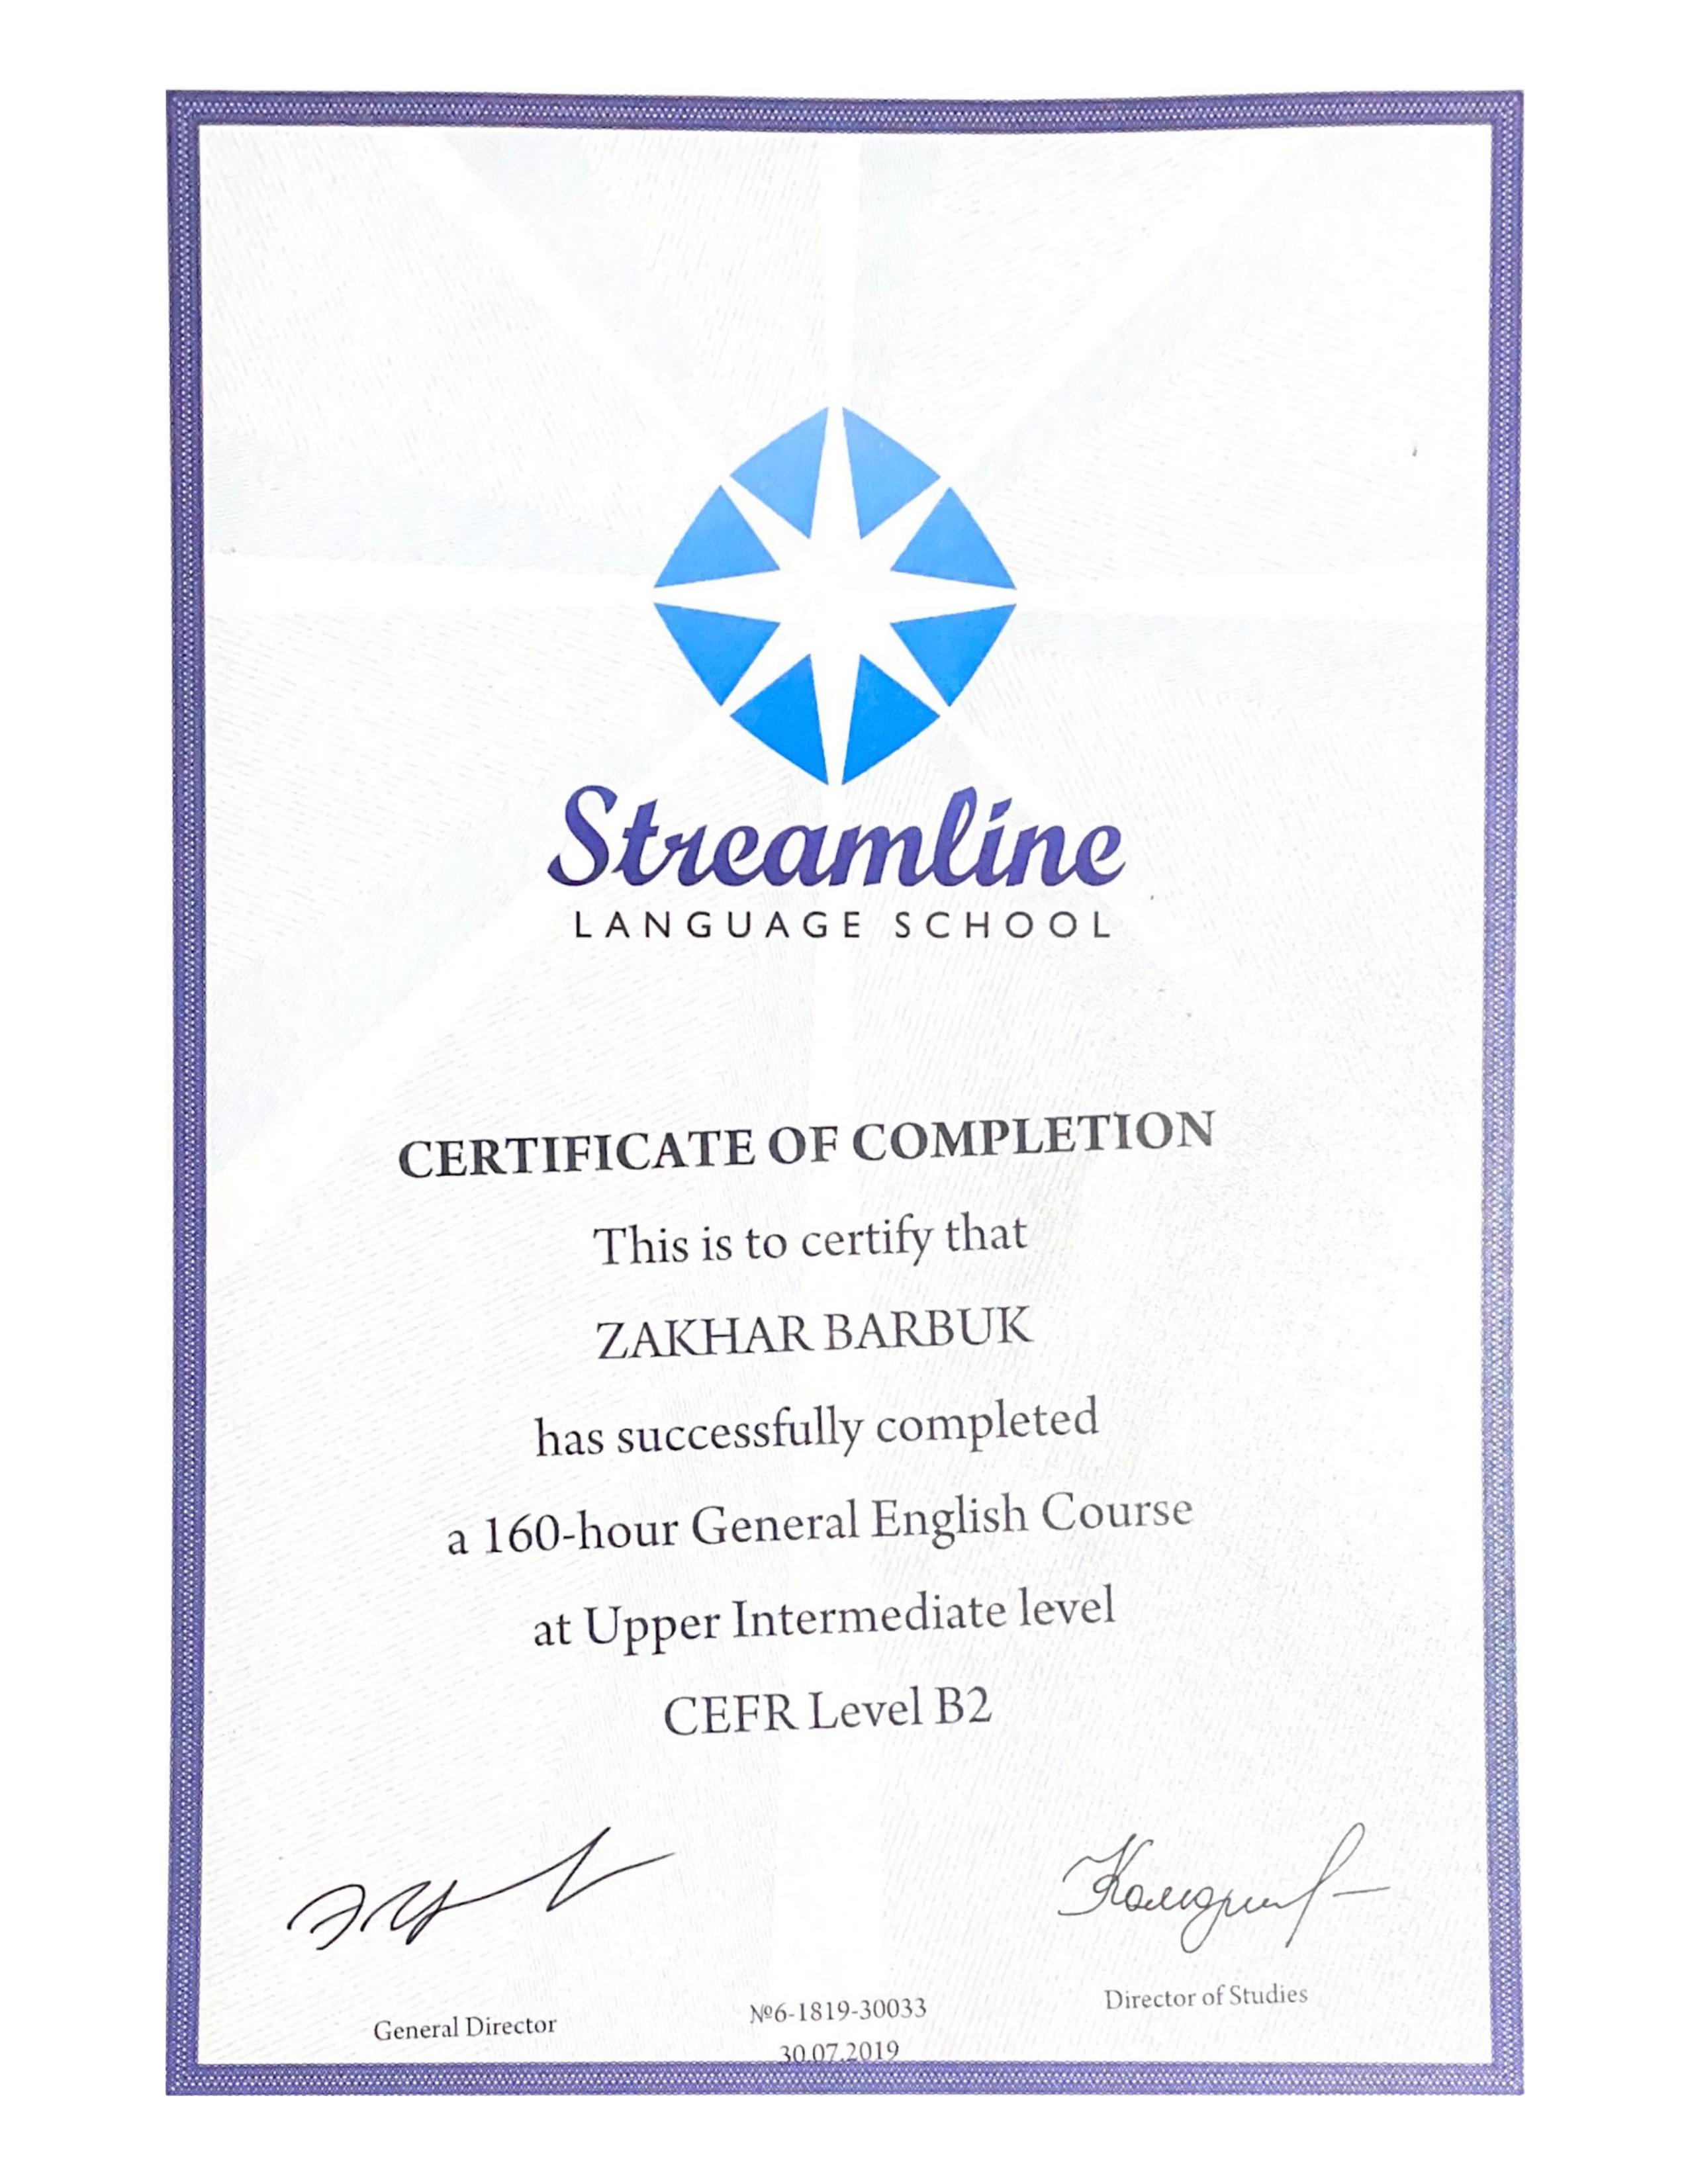 Streamline
LANGUAGE SCHOOL
CERTIFICATE OF COMPLETION
This is to certify that
ZAKHAR BARBUK
has successfully completed
a 160-hour General English Course
at Upper Intermediate level
CEFR Level B2
General Director
№6-1819-30033
30.07.2019
Director of Studies